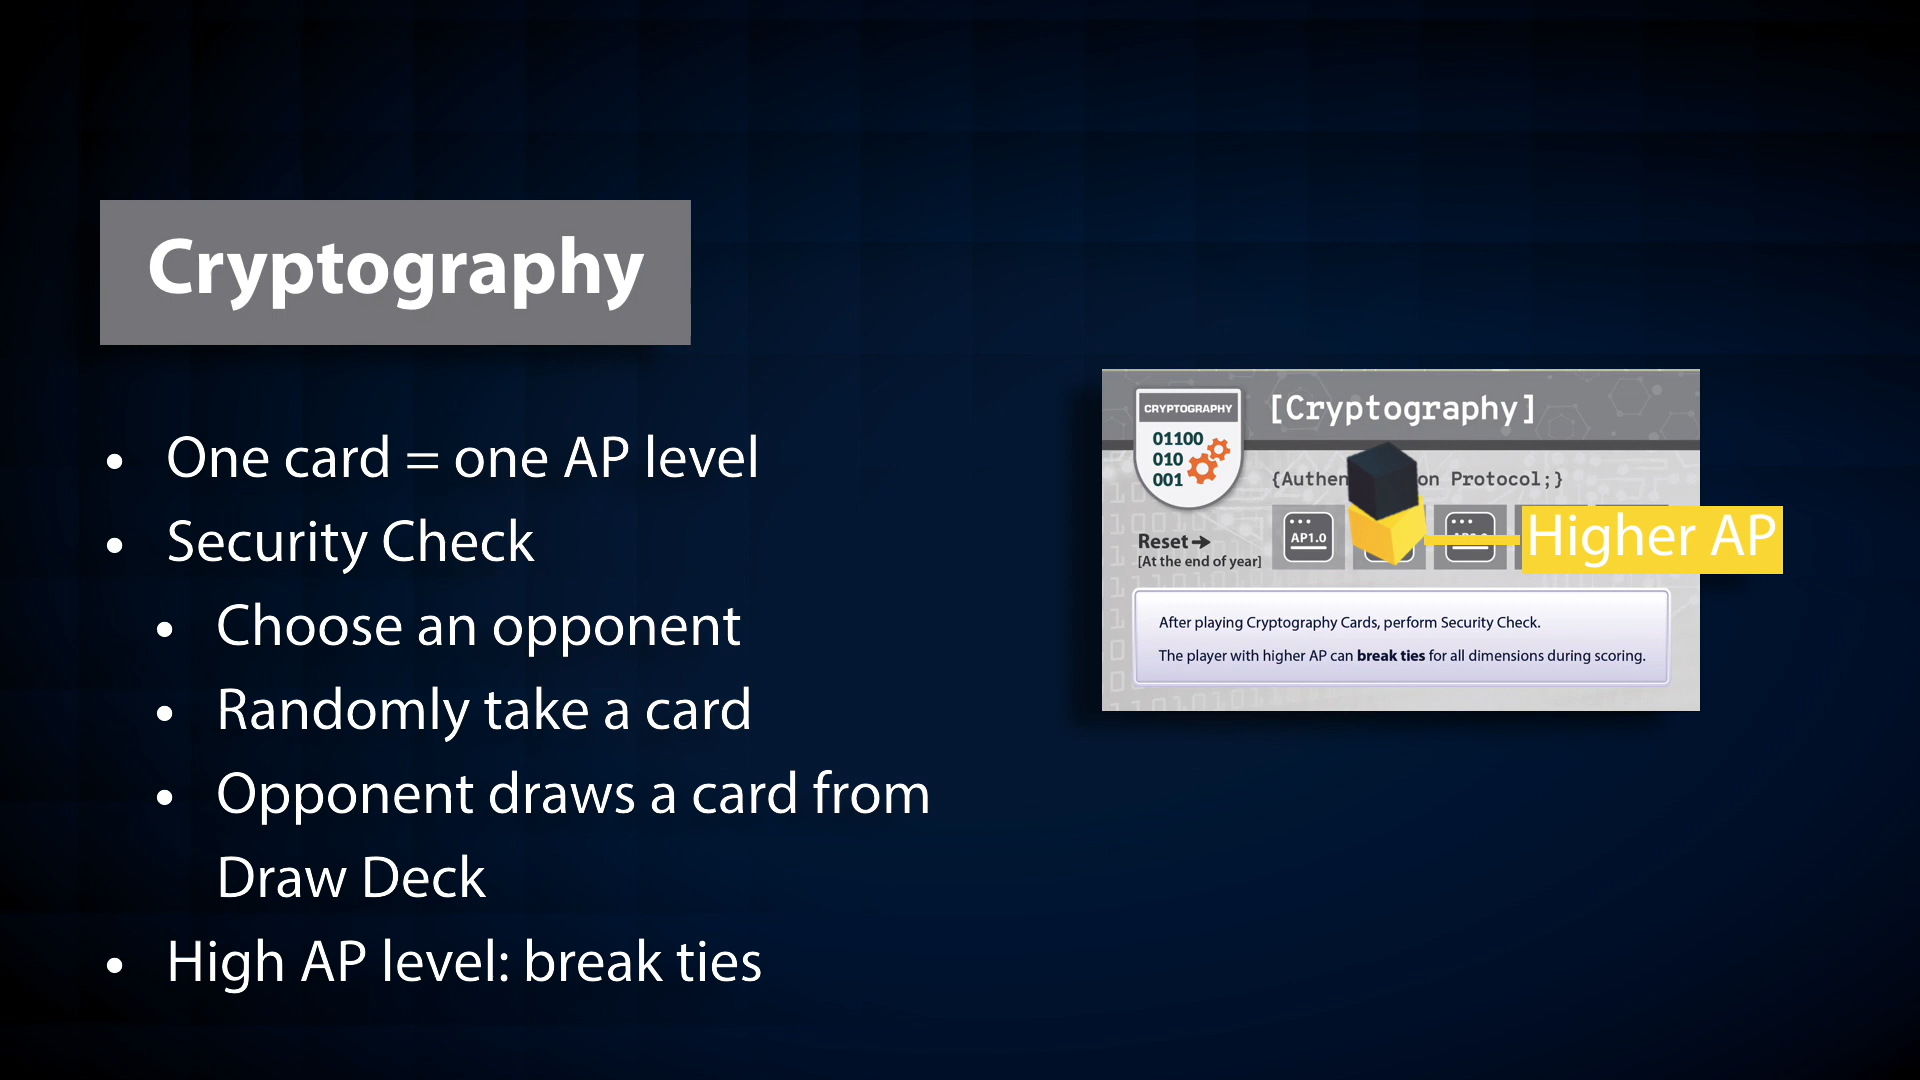 Cryptography
• One card = one AP level
• Security Check
• Choose an opponent
• Randomly take a card
• Opponent draws a card from
Draw Deck
• High AP level: break ties
CRYPTOGRAPHY
01100
010
001
[Cryptography]
{Authen on Protocol;}
Reset➔
[At the end of year]
AP1.0
Higher AP
After playing Cryptography Cards, perform Security Check.
The player with higher AP can break ties for all dimensions during scoring.